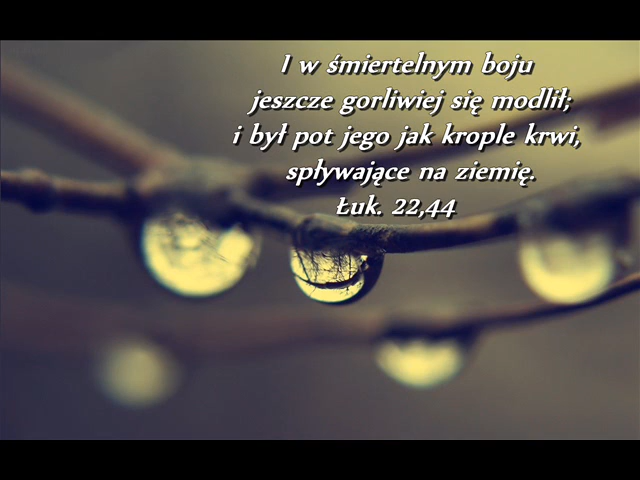 I w śmiertelnym boju
jeszcze gorliwiej się modlił;
i był pot jego jak krople krwi,
spływające na ziemię.
Łuk. 22,44